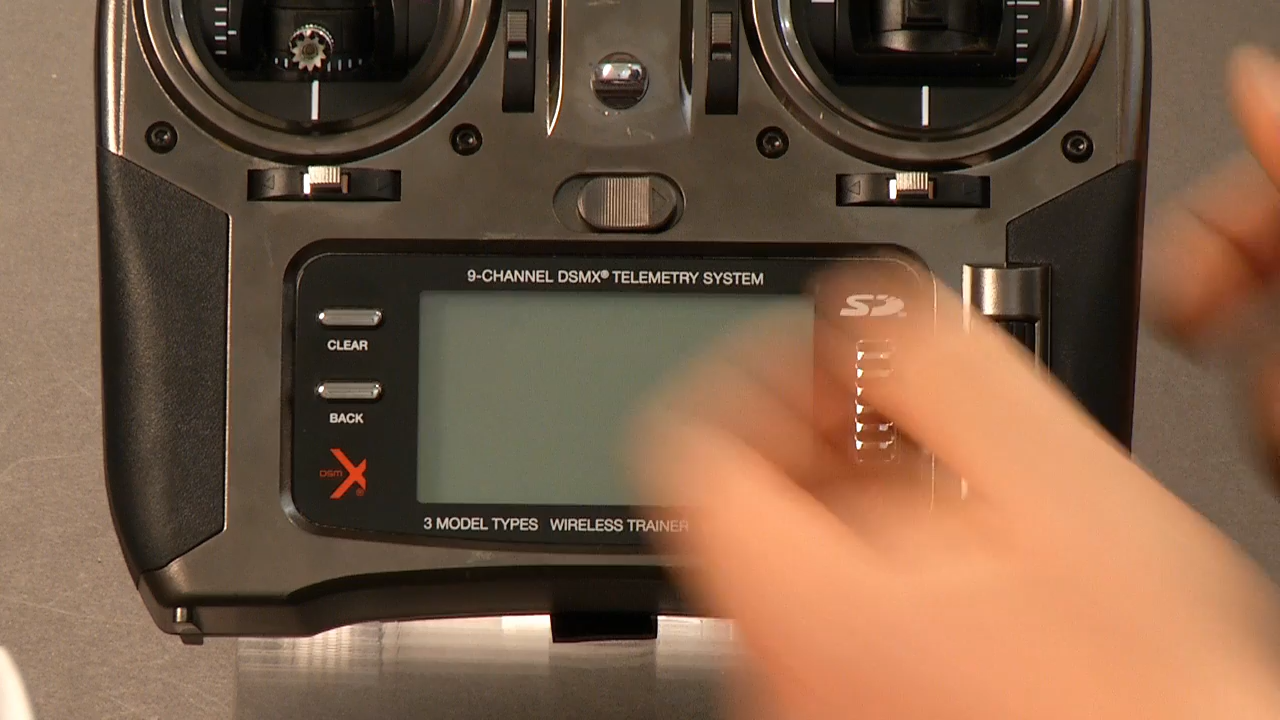 9-CHANNEL DSMX® TELEMETRY SYSTEM
SD
CLEAR
BACK
DSM X®
3 MODEL TYPES WIRELESS TRAINER